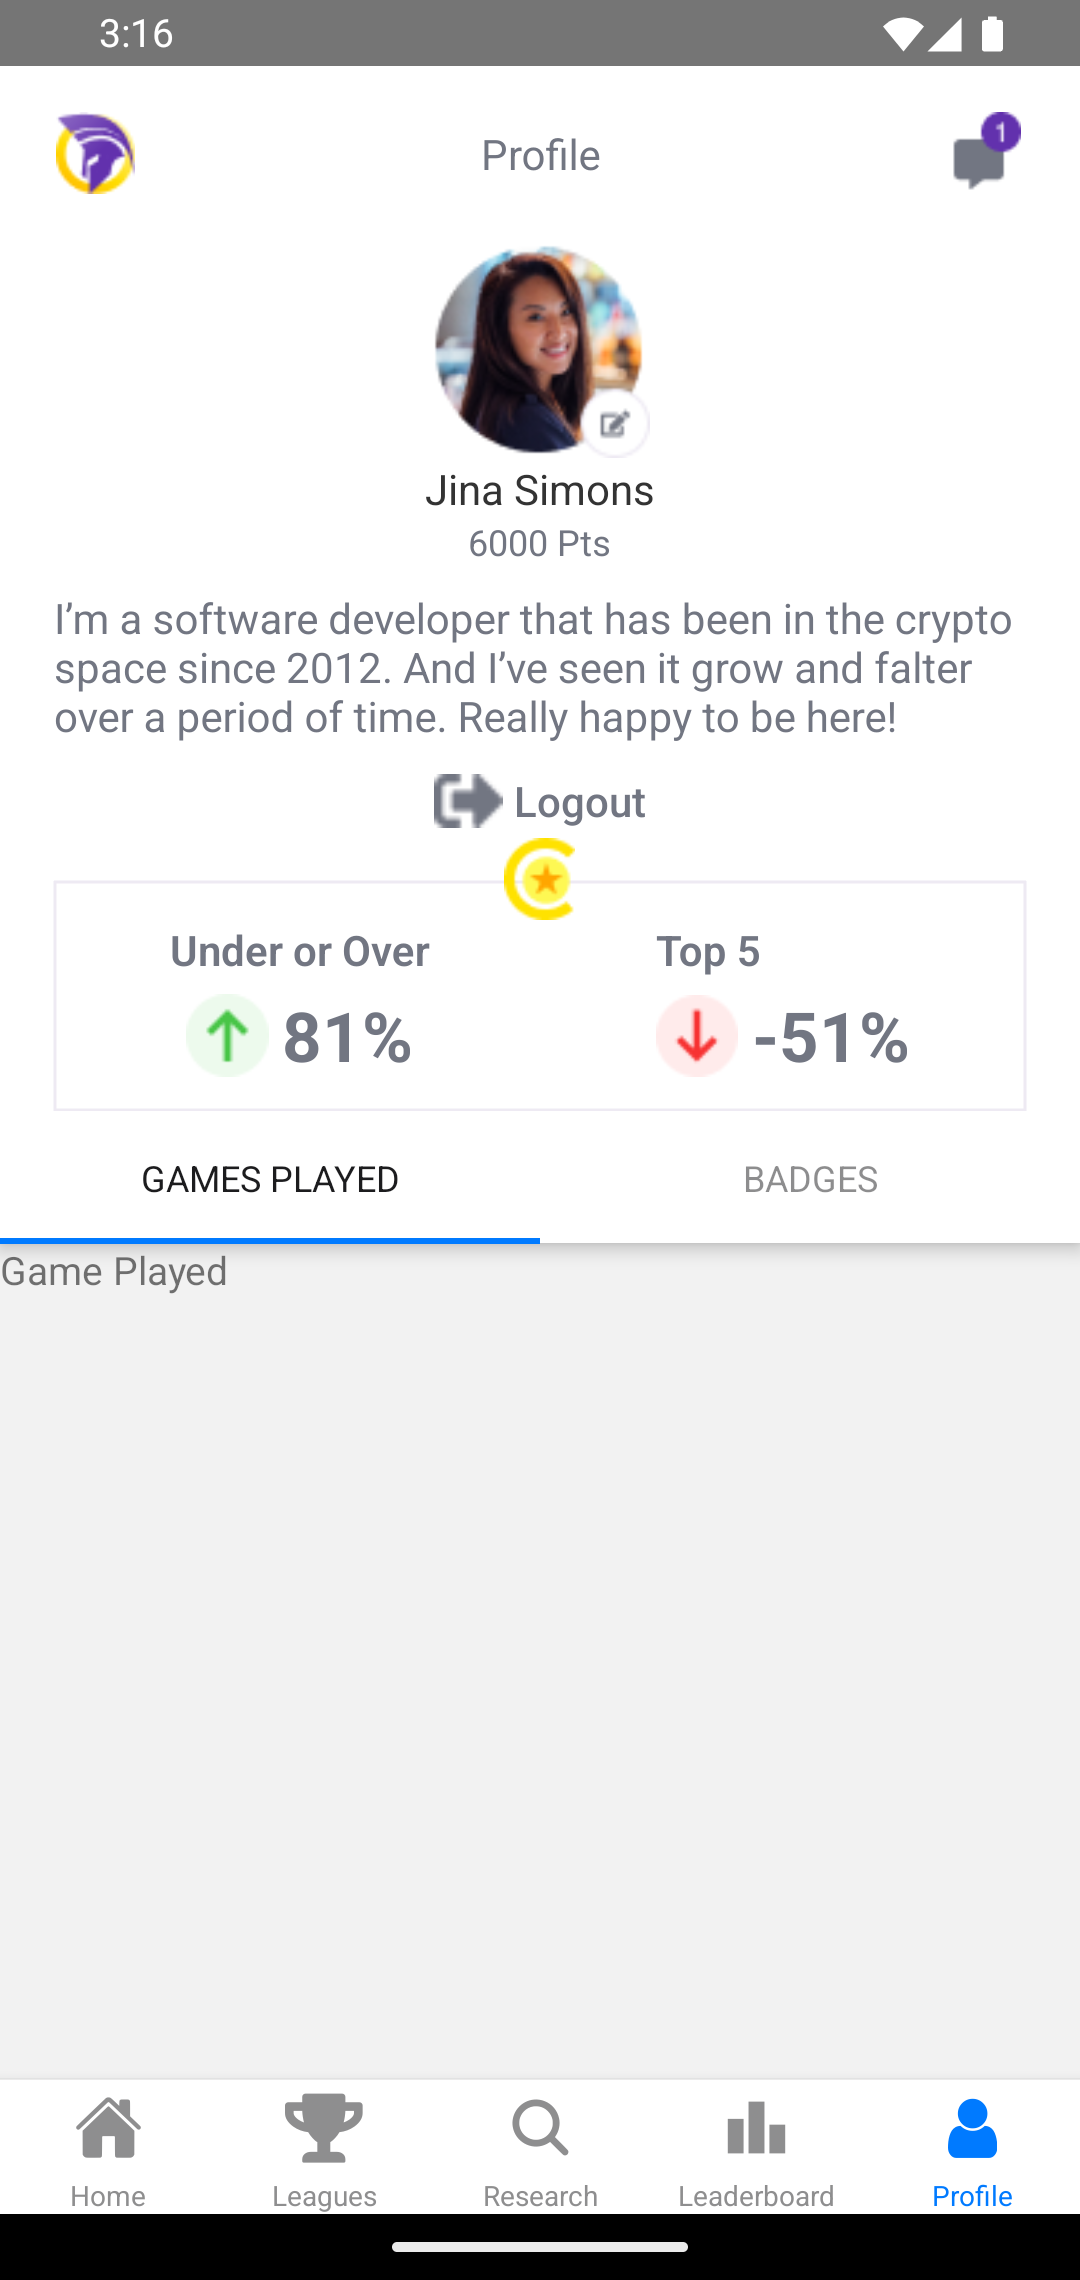 3:16
Profile
1
Jina Simons
6000 Pts
I’m a software developer that has been in the crypto
space since 2012. And I’ve seen it grow and falter
over a period of time. Really happy to be here!
Logout
Under or Over
Top 5
81%
-51%
GAMES PLAYED
BADGES
Game Played
Home
Leagues
Research
Leaderboard
Profile